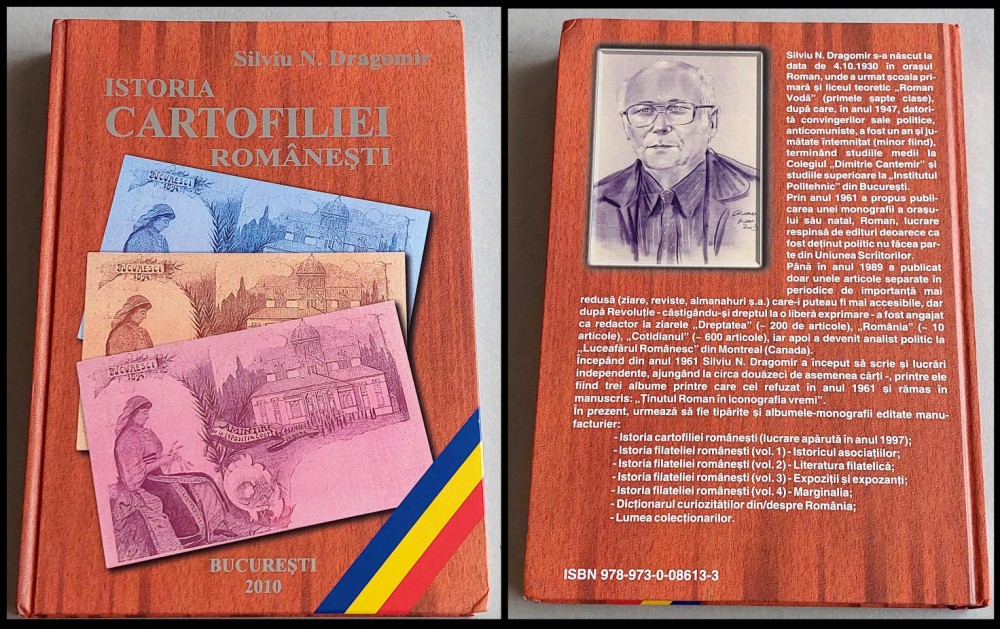 Silviu N. Dragomir
ISTORIA
CARTOFILIEI
ROMÂNEȘTI
BUCURESCI
1894
BUCURESCI
1894
BUCURESCI
1894
AMINTIRE
BUCUREȘTI
2010
Silviu N. Dragomir s-a născut la
data de 4.10.1930 în orașul
Roman, unde a urmat școala pri-
mară și liceul teoretic „Roman
Vodă” (primele șapte clase),
după care, în anul 1947, datori-
tă convingerilor sale politice,
anticomuniste, a fost un an și ju-
mătate întemnițat (minor fiind),
terminând studiile medii la
Colegiul „Dimitrie Cantemir” și
studiile superioare la „Institutul
Politehnic” din București.
Prin anul 1961 a propus publi-
carea unei monografii a orașu-
lui său natal, Roman, lucrare
respinsă de edituri deoarece ca
fost deținut politic nu făcea par-
te din Uniunea Scriitorilor.
Până în anul 1989 a publicat
doar unele articole separate în
periodice de importanță mai
redusă (ziare, reviste, almanahuri ș.a.) care-i puteau fi mai accesibile, dar
după Revoluție - câstigându-și dreptul la o liberă exprimare - a fost angajat
ca redactor la ziarele „Dreptatea” (~ 200 de articole), „România” (~ 10
articole), „Cotidianul” (~ 600 articole), iar apoi a devenit analist politic la
„Luceafărul Românesc” din Montreal (Canada).
Începând din anul 1961 Silviu N. Dragomir a început să scrie și lucrări
independente, ajungând la circa douăzeci de asemenea cărți -, printre ele
fiind trei albume printre care cel refuzat în anul 1961 și rămas în
manuscris: „Ținutul Roman în iconografia vremi”.
În prezent, urmează să fie tipărite și albumele-monografii editate manu-
facturier:
- Istoria cartofiliei românești (lucrare apărută în anul 1997);
- Istoria filateliei românești (vol. 1) - Istoricul asociațiilor;
- Istoria filateliei românești (vol. 2) - Literatura filatelică;
- Istoria filateliei românești (vol. 3) - Expoziții și expozanți;
- Istoria filateliei românești (vol. 4) - Marginalia;
- Dicționarul curiozităților din/despre România;
- Lumea colecționarilor.
ISBN 978-973-0-08613-3